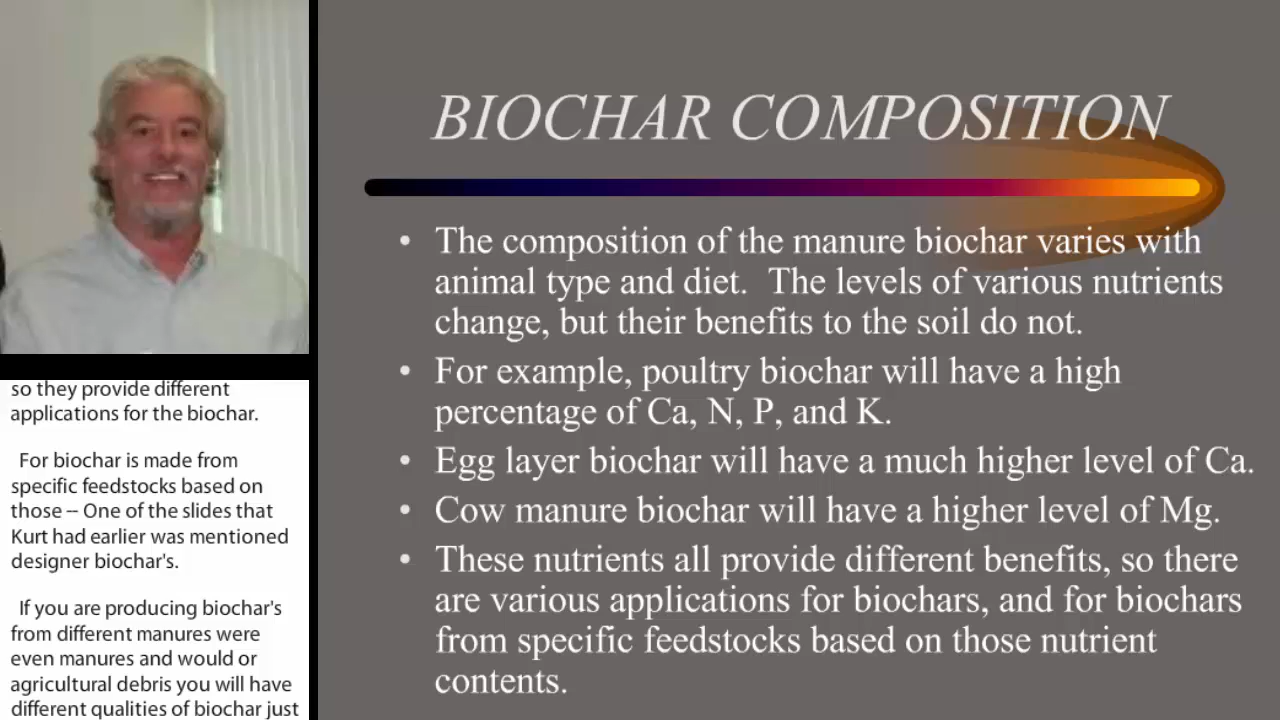 BIOCHAR COMPOSITION
• The composition of the manure biochar varies with
animal type and diet.  The levels of various nutrients
change, but their benefits to the soil do not.
• For example, poultry biochar will have a high
percentage of Ca, N, P, and K.
• Egg layer biochar will have a much higher level of Ca.
• Cow manure biochar will have a higher level of Mg.
• These nutrients all provide different benefits, so there
are various applications for biochars, and for biochars
from specific feedstocks based on those nutrient
contents.
so they provide different
applications for the biochar.
For biochar is made from
specific feedstocks based on
those -- One of the slides that
Kurt had earlier was mentioned
designer biochar's.
If you are producing biochar's
from different manures were
even manures and would or
agricultural debris you will have
different qualities of biochar just